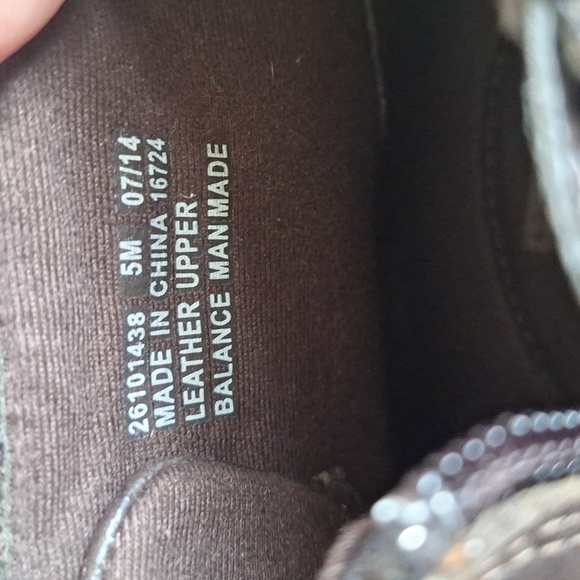 26101438 5M 07/14
MADE IN CHINA 16724
LEATHER UPPER.
BALANCE MAN MADE